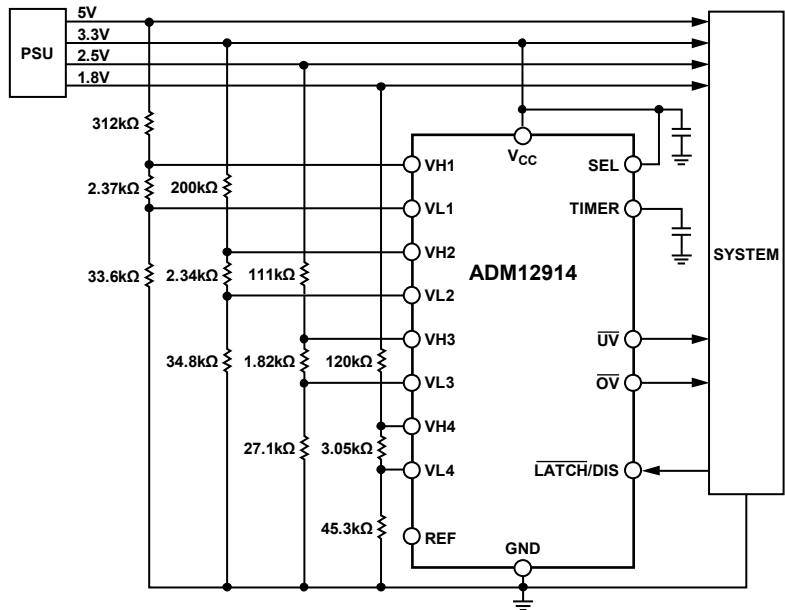 PSU
5V
3.3V
2.5V
1.8V
312kΩ
2.37kΩ
33.6kΩ
200kΩ
2.34kΩ
34.8kΩ
111kΩ
1.82kΩ
27.1kΩ
120kΩ
3.05kΩ
45.3kΩ
VH1
VL1
VH2
VL2
VH3
VL3
VH4
VL4
REF
VCC
ADM12914
GND
SEL
TIMER
UV
OV
LATCH/DIS
SYSTEM